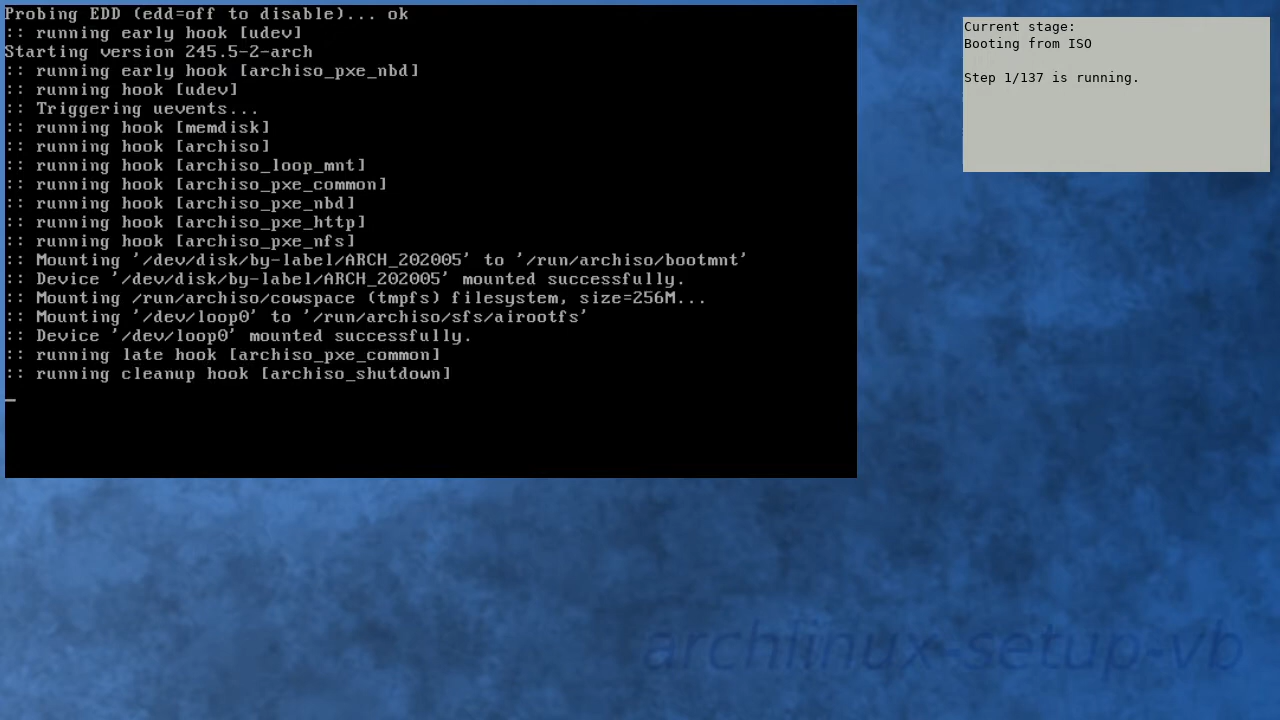 Probing EDD (edd=off to disable)... ok
:: running early hook [udev]
Starting version 245.5-2-arch
:: running early hook [archiso_pxe_nbd]
:: running hook [udev]
:: Triggering uevents...
:: running hook [memdisk]
:: running hook [archiso]
:: running hook [archiso_loop_mnt]
:: running hook [archiso_pxe_common]
:: running hook [archiso_pxe_nbd]
:: running hook [archiso_pxe_http]
:: running hook [archiso_pxe_nfs]
:: Mounting '/dev/disk/by-label/ARCH_202005' to '/run/archiso/bootmnt'
:: Device '/dev/disk/by-label/ARCH_202005' mounted successfully.
:: Mounting /run/archiso/cowspace (tmpfs) filesystem, size=256M...
:: Mounting '/dev/loop0' to '/run/archiso/sfs/airootfs'
:: Device '/dev/loop0' mounted successfully.
:: running late hook [archiso_pxe_common]
:: running cleanup hook [archiso_shutdown]
Current stage:
Booting from ISO
Step 1/137 is running.
archlinux-setup-vb